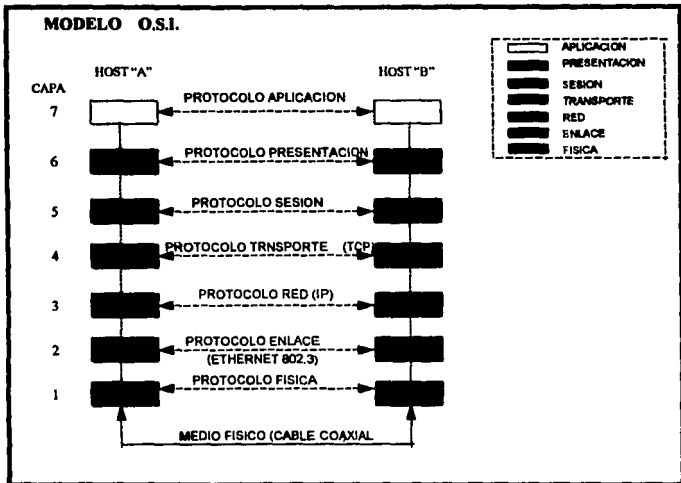 MODELO O.S.I.
HOST "A"
HOST "B"
CAPA
7
PROTOCOLO APLICACION
6
PROTOCOLO PRESENTACION
5
PROTOCOLO SESION
4
PROTOCOLO TRNSPORTE (TCP)
3
PROTOCOLO RED (IP)
2
PROTOCOLO ENLACE
(ETHERNET 802.3)
1
PROTOCOLO FISICA
MEDIO FISICO (CABLE COAXIAL
APLICACION
PRESENTACION
SESION
TRANSPORTE
RED
ENLACE
FISICA